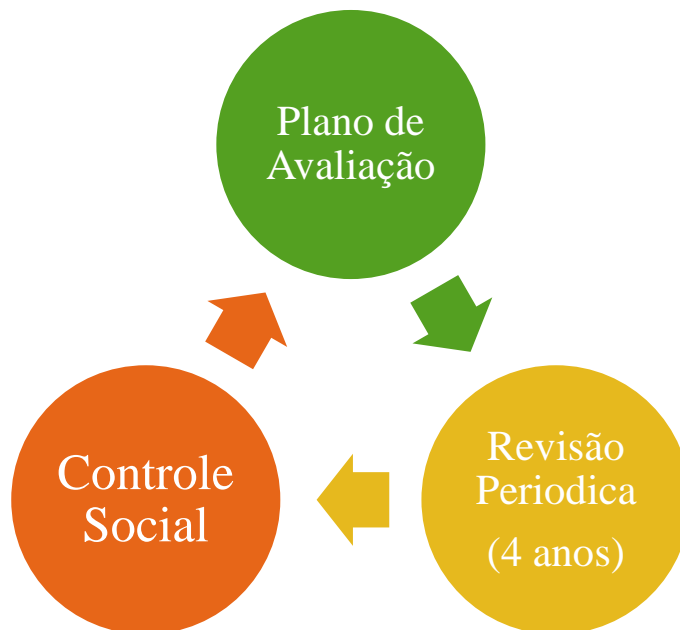 Plano de
Avaliação
Revisão
Periodica
(4 anos)
Controle
Social